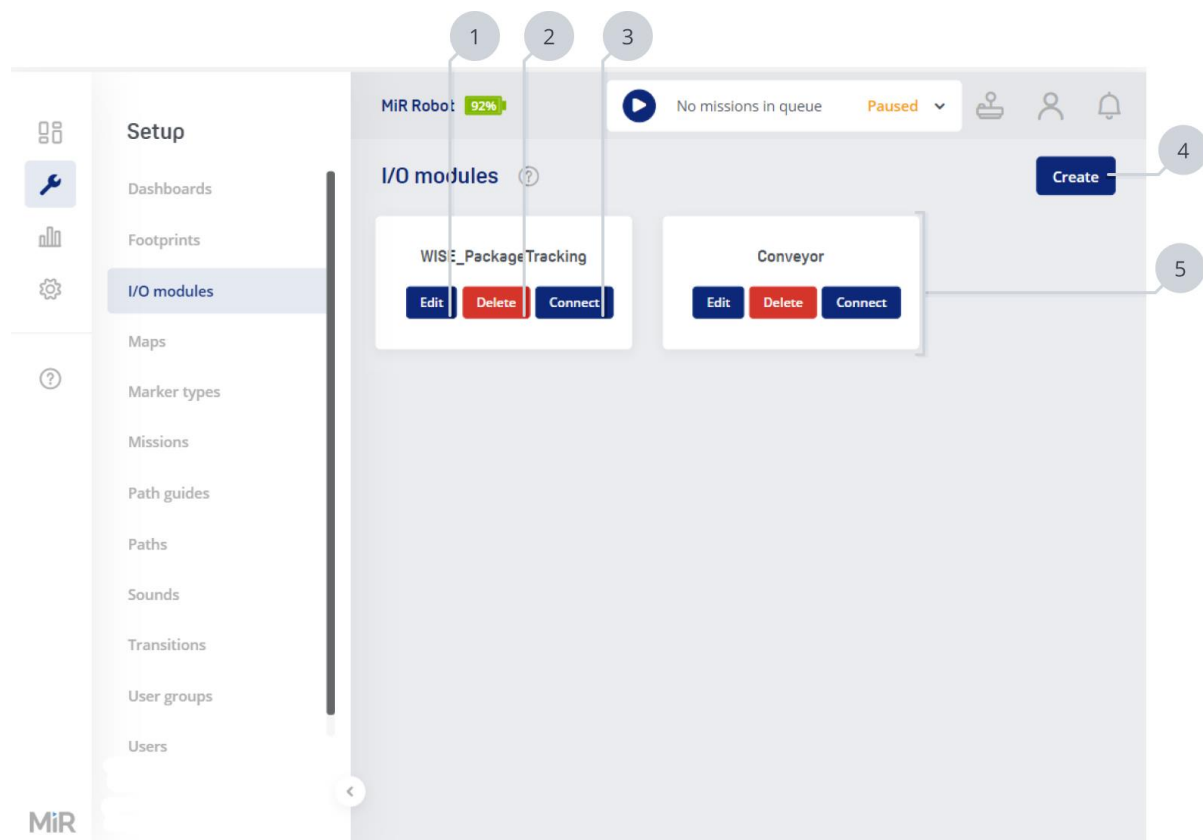 1 2 3
MiR Robot 92% No missions in queue Paused
Setup
4
I/O modules ? Create
Dashboards
Footprints
I/O modules
Maps
Marker types
Missions
Path guides
Paths
Sounds
Transitions
User groups
Users
WISE_PackageTracking
Edit Delete Connect
Conveyor
Edit Delete Connect
5
?
MiR